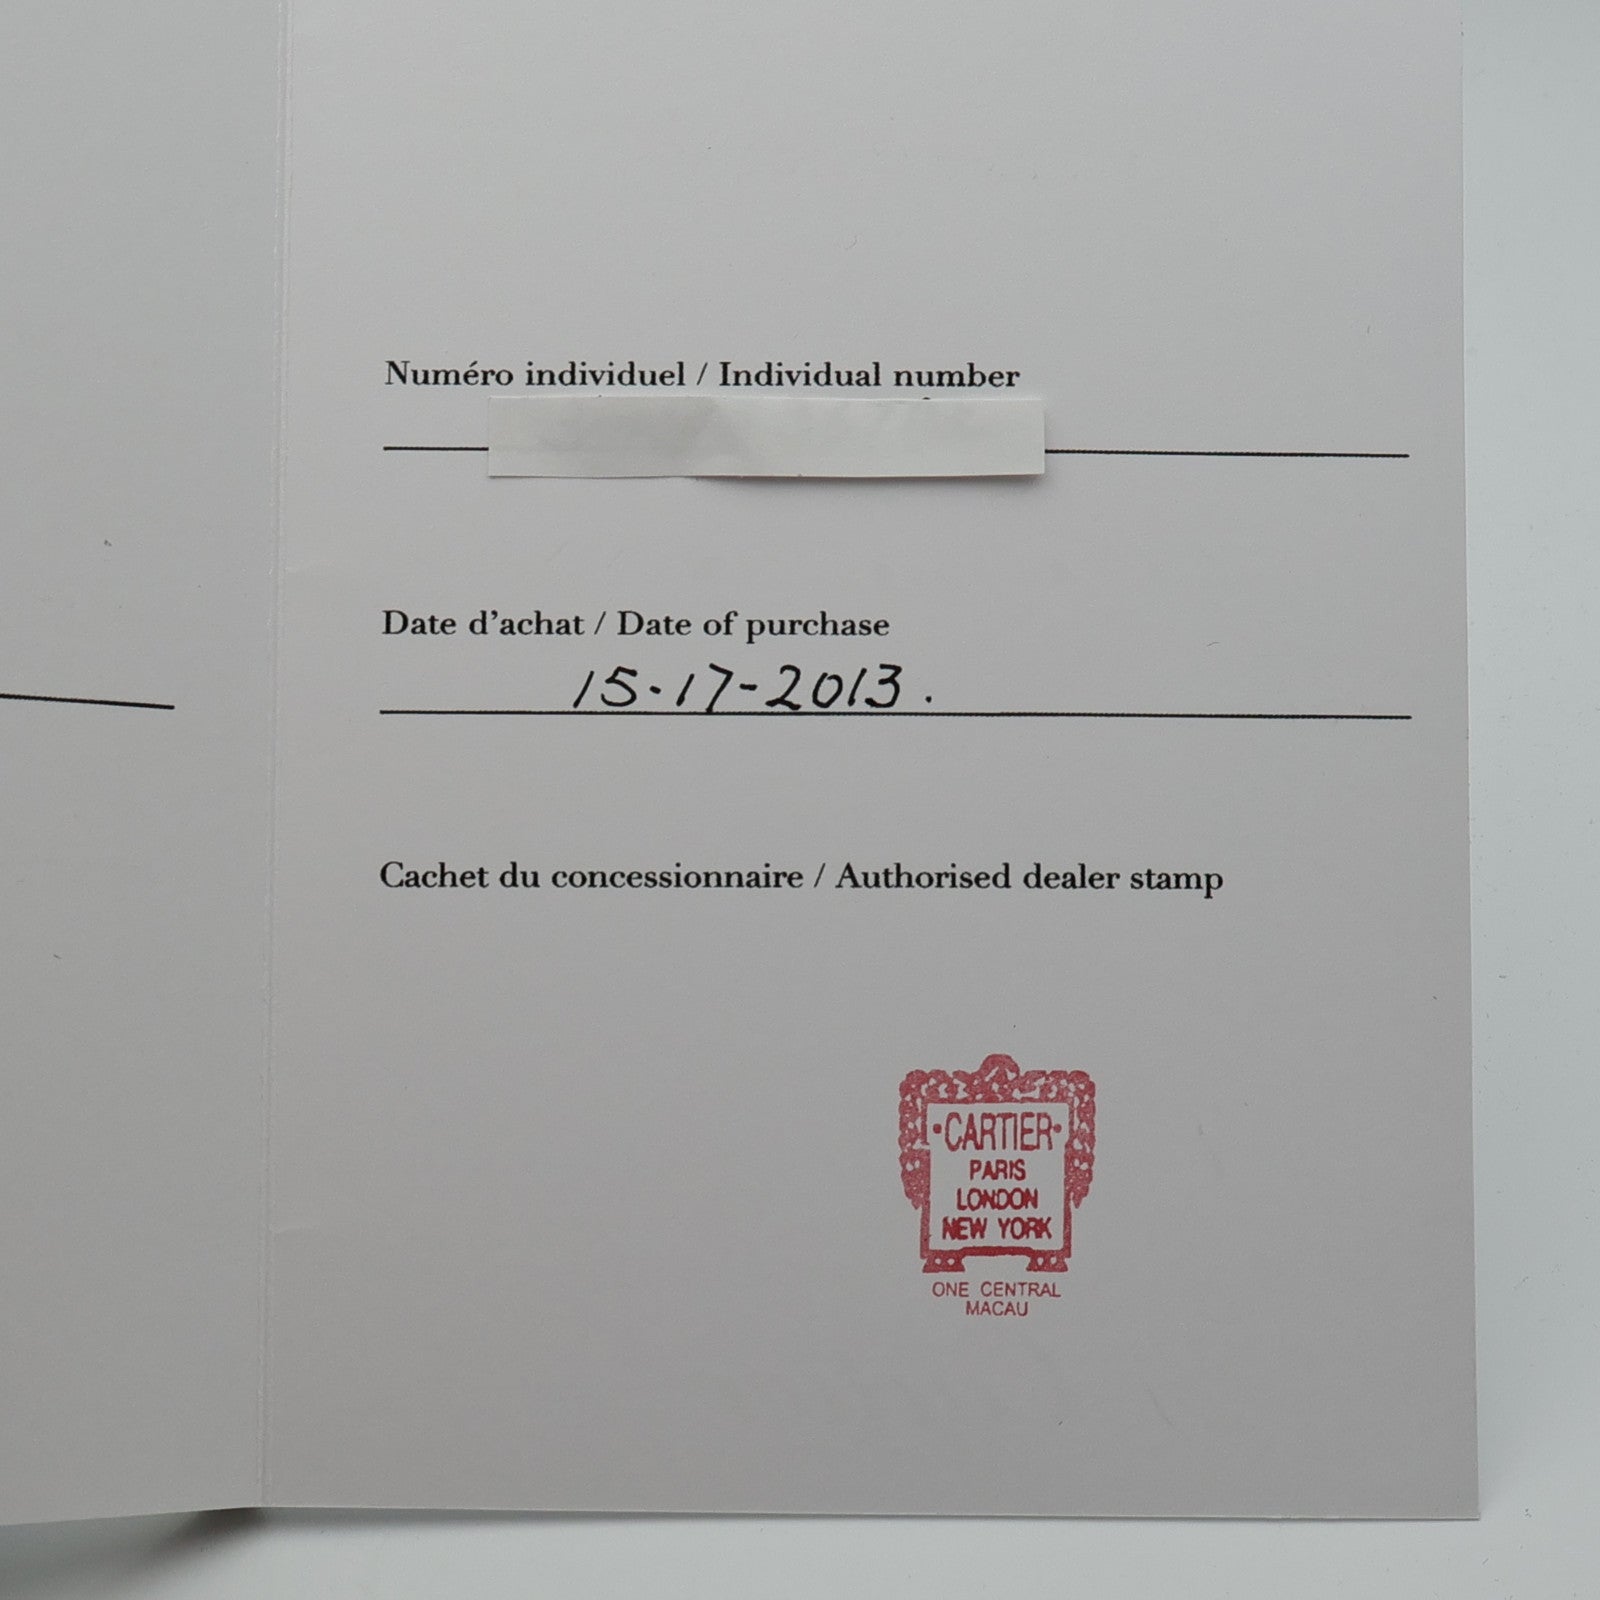 Numéro individuel / Individual number
Date d'achat / Date of purchase
15·17-2013.
Cachet du concessionnaire / Authorised dealer stamp
·CARTIER·
PARIS
LONDON
NEW YORK
ONE CENTRAL
MACAU